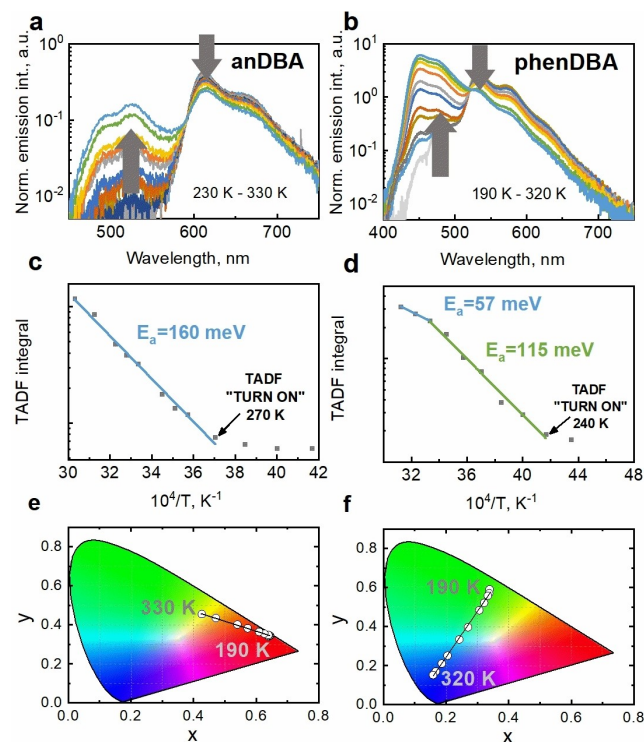 a
anDBA
Norm. emission int., a.u.
10⁰
10⁻¹
10⁻²
230 K - 330 K
500 600 700
Wavelength, nm
b
phenDBA
Norm. emission int., a.u.
10¹
10⁰
10⁻¹
10⁻²
190 K - 320 K
400 500 600 700
Wavelength, nm
c
TADF integral
Eₐ=160 meV
TADF
"TURN ON"
270 K
30 32 34 36 38 40 42
10⁴/T, K⁻¹
d
TADF integral
Eₐ=57 meV
Eₐ=115 meV
TADF
"TURN ON"
240 K
32 36 40 44 48
10⁴/T, K⁻¹
e
y
0.8
0.6
0.4
0.2
0.0
330 K
190 K
0.0 0.2 0.4 0.6 0.8
x
f
y
0.8
0.6
0.4
0.2
0.0
190 K
320 K
0.0 0.2 0.4 0.6 0.8
x